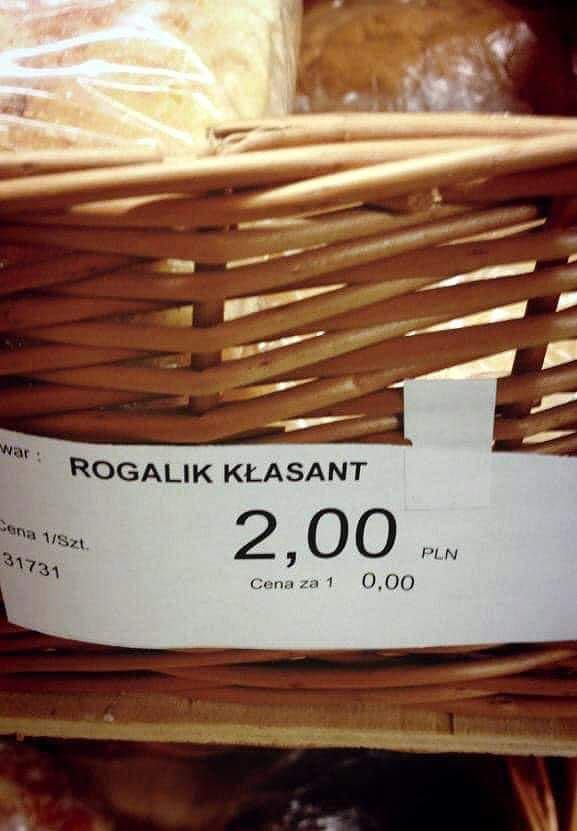 war :
ROGALIK KŁASANT
Cena 1/Szt.
2,00 PLN
31731
Cena za 1 0,00